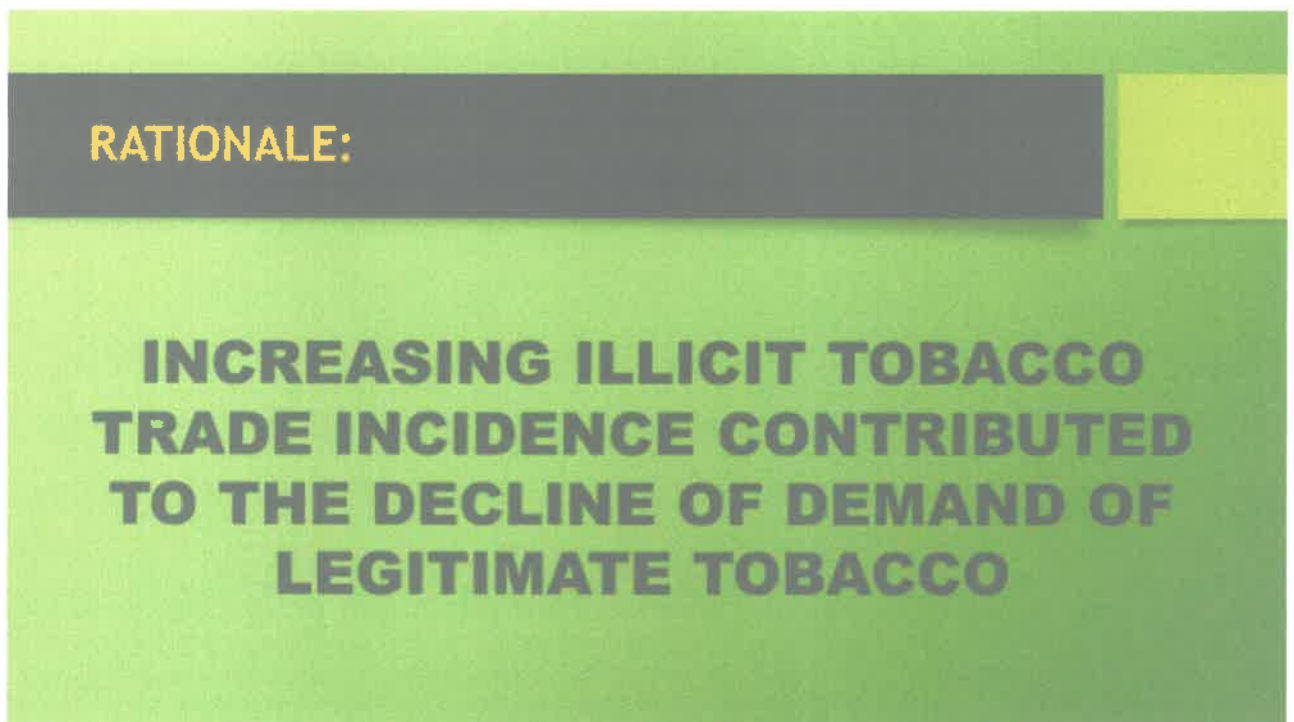 RATIONALE:
INCREASING ILLICIT TOBACCO
TRADE INCIDENCE CONTRIBUTED
TO THE DECLINE OF DEMAND OF
LEGITIMATE TOBACCO